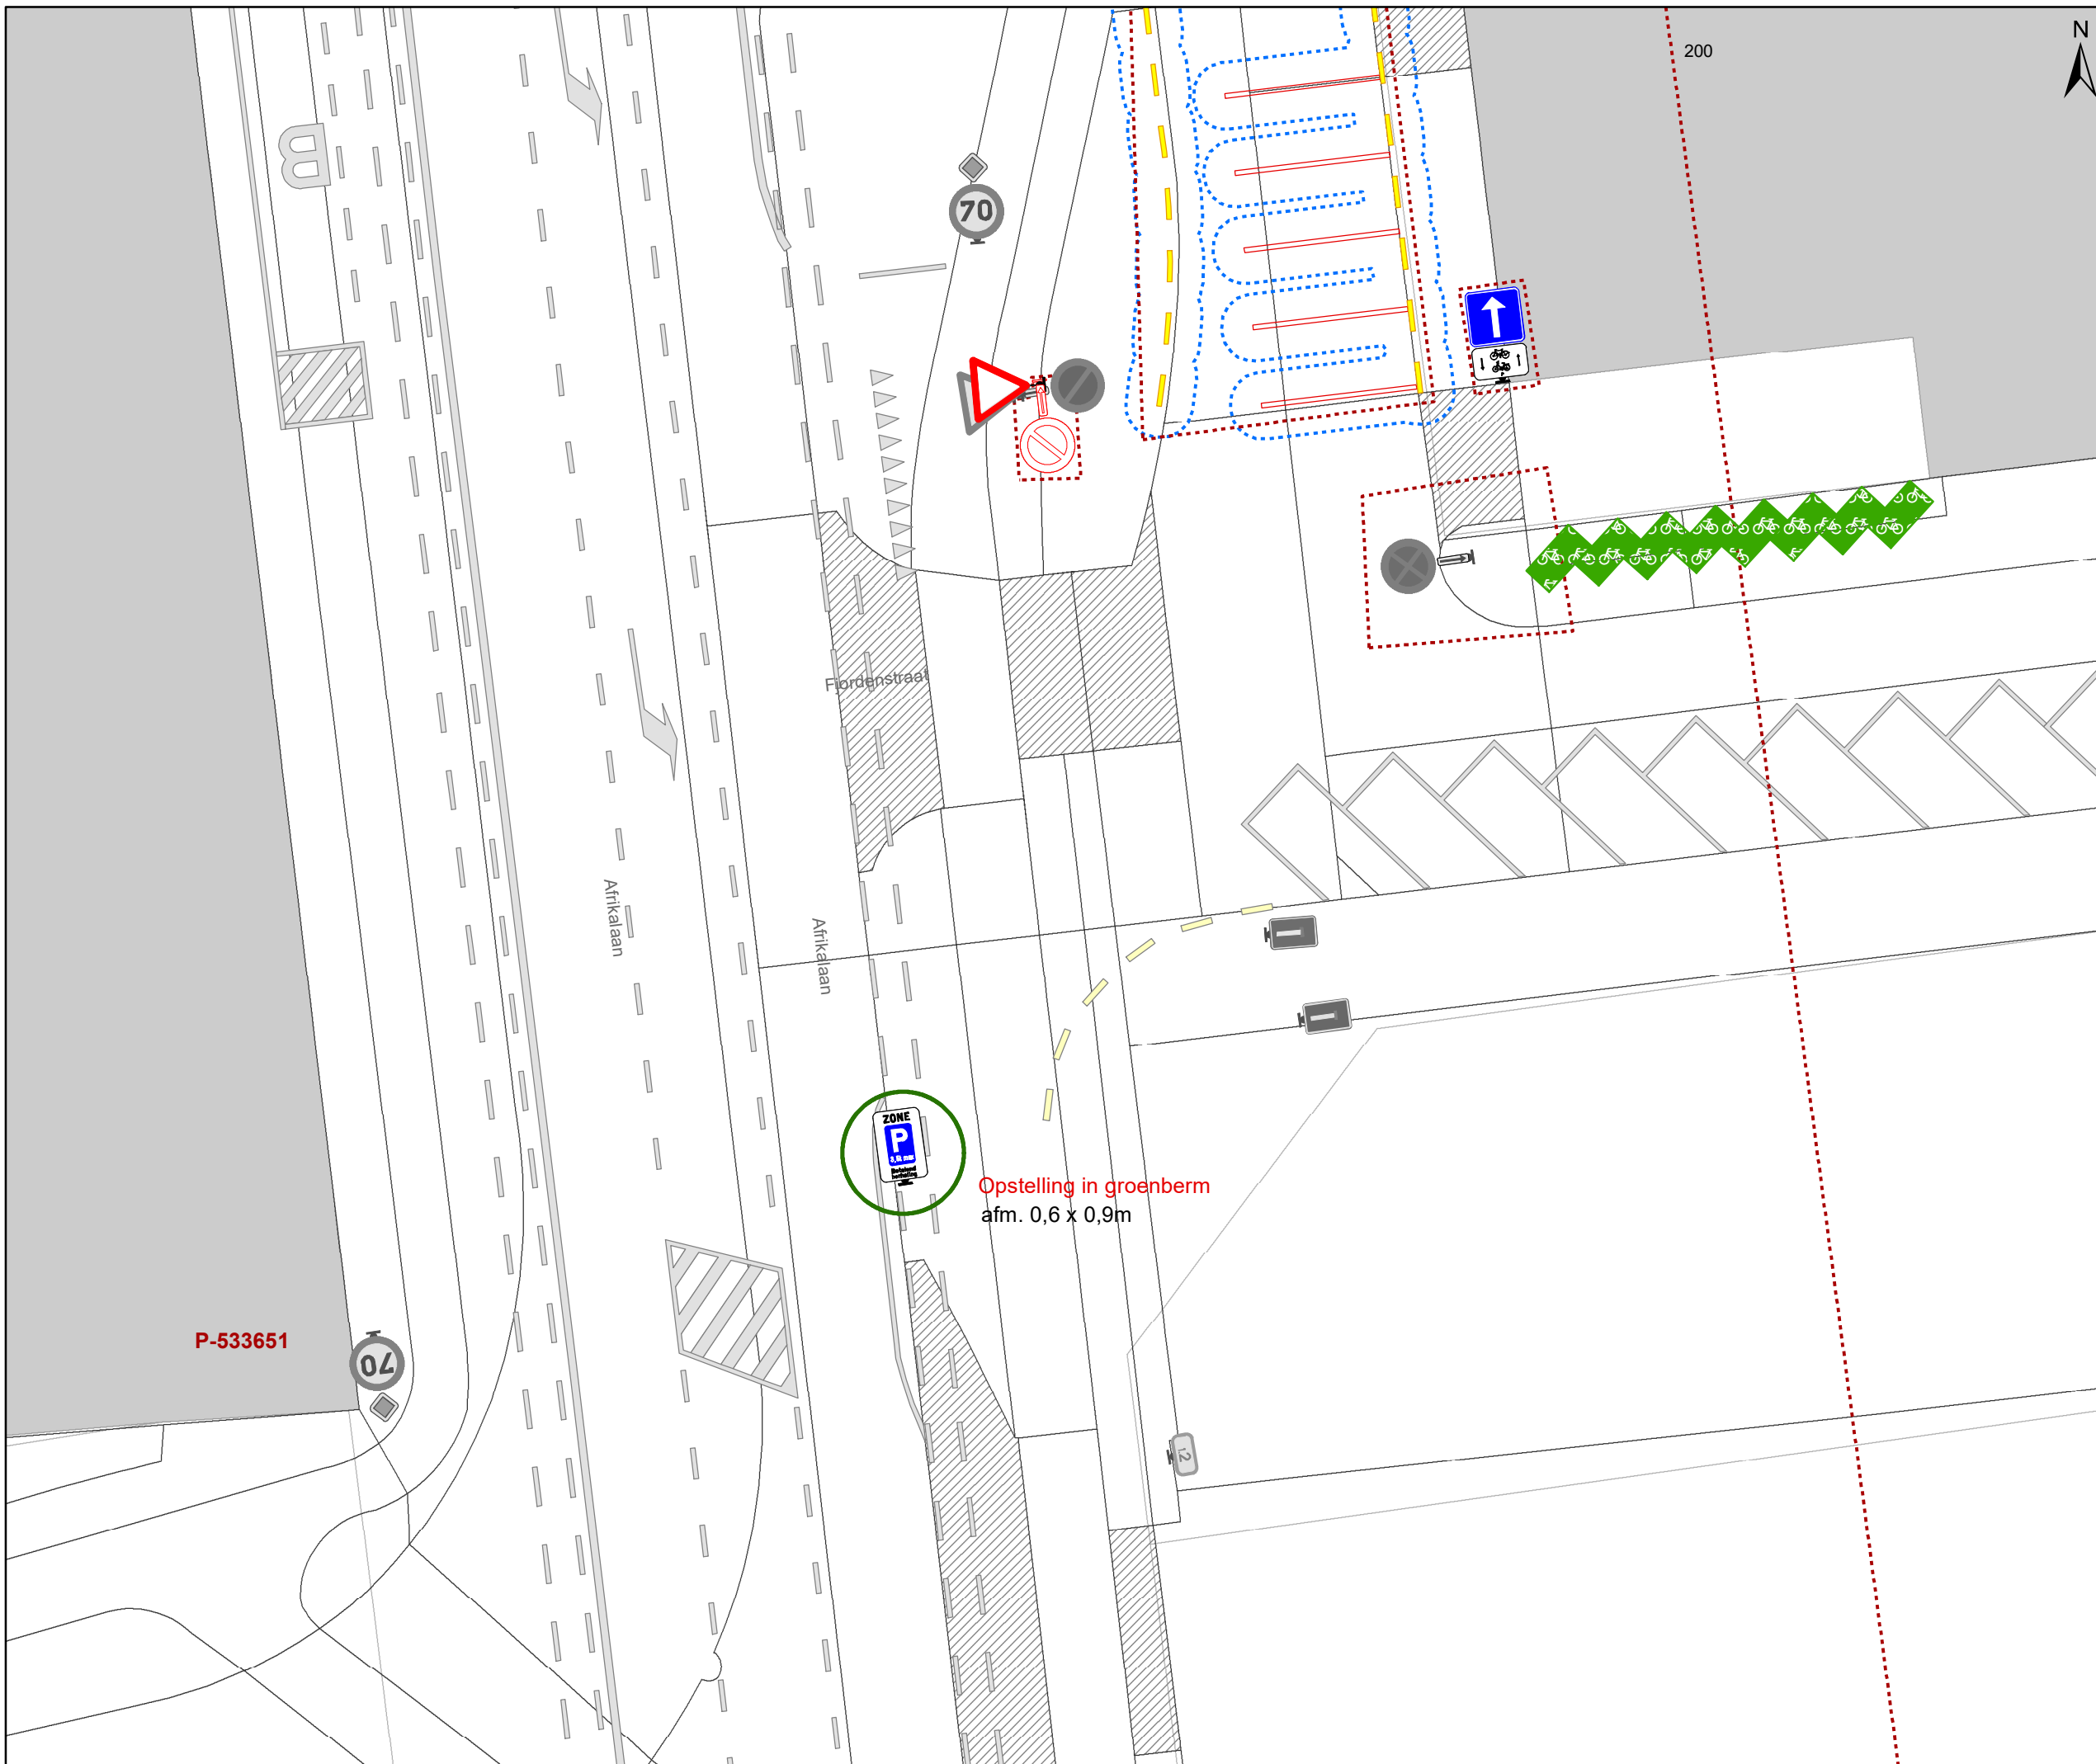 N
200
B
70
Fjordenstraat
Afrikalaan
Afrikalaan
ZONE
P
Opstelling in groenberm
afm. 0,6 x 0,9m
P-533651
70